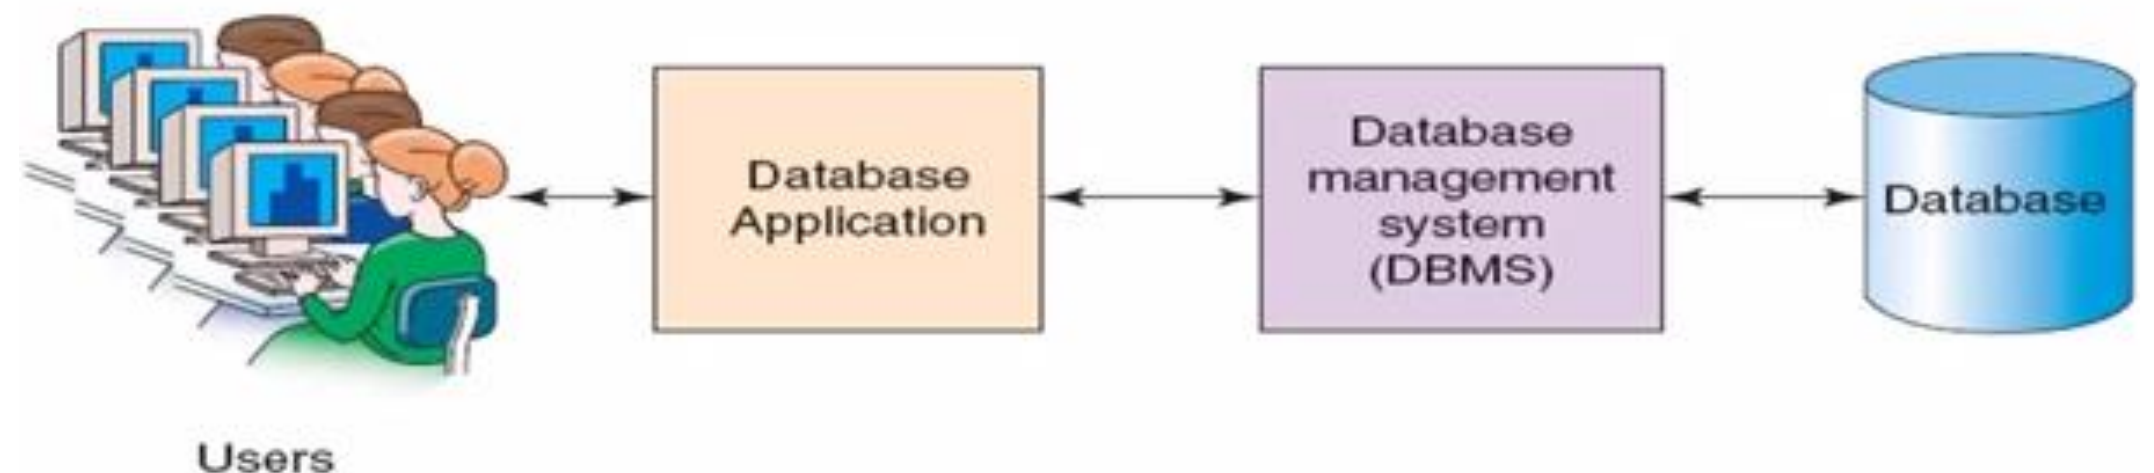 Database
Application
Database
management
system
(DBMS)
Database
Users